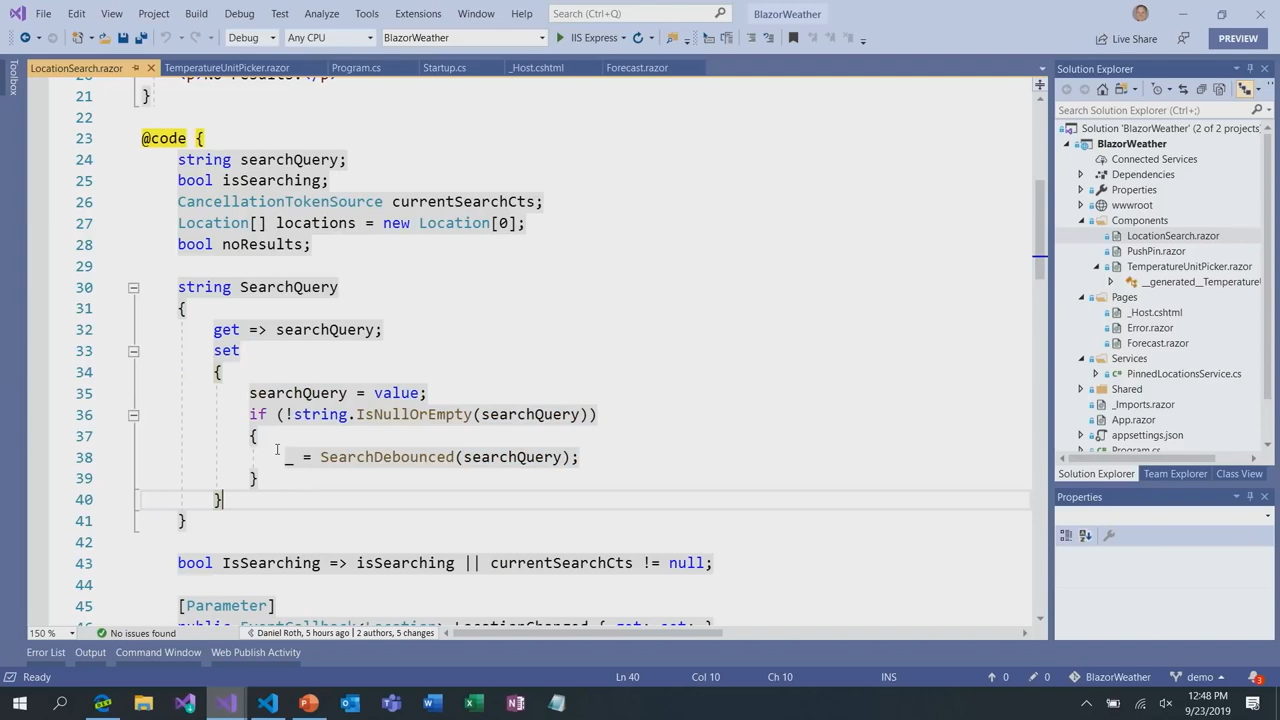 File Edit View Project Build Debug Test Analyze Tools Extensions Window Help Search (Ctrl+Q) BlazorWeather
Debug Any CPU BlazorWeather IIS Express Live Share PREVIEW
Toolbox
LocationSearch.razor TemperatureUnitPicker.razor Program.cs Startup.cs _Host.cshtml Forecast.razor
21 }
22
23 @code {
24 string searchQuery;
25 bool isSearching;
26 CancellationTokenSource currentSearchCts;
27 Location[] locations = new Location[0];
28 bool noResults;
29
30 string SearchQuery
31 {
32 get => searchQuery;
33 set
34 {
35 searchQuery = value;
36 if (!string.IsNullOrEmpty(searchQuery))
37 {
38 _ = SearchDebounced(searchQuery);
39 }
40 }
41 }
42
43 bool IsSearching => isSearching || currentSearchCts != null;
44
45 [Parameter]
150 % No issues found Daniel Roth, 5 hours ago | 2 authors, 5 changes
Solution Explorer
Search Solution Explorer (Ctrl+;)
Solution 'BlazorWeather' (2 of 2 projects)
BlazorWeather
Connected Services
Dependencies
Properties
wwwroot
Components
LocationSearch.razor
PushPin.razor
TemperatureUnitPicker.razor
Pages
_Host.cshtml
Error.razor
Forecast.razor
Services
PinnedLocationsService.cs
Shared
_Imports.razor
App.razor
appsettings.json
Solution Explorer Team Explorer Class View
Properties
Error List Output Command Window Web Publish Activity
Ready Ln 40 Col 10 Ch 10 INS 0 0 BlazorWeather demo 3
12:48 PM
9/23/2019